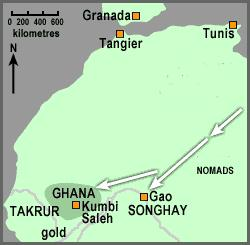 0 200 400 600
kilometres
N
Granada
Tangier
Tunis
NOMADS
GHANA
Gao
TAKRUR
Kumbi
Saleh
SONGHAY
gold